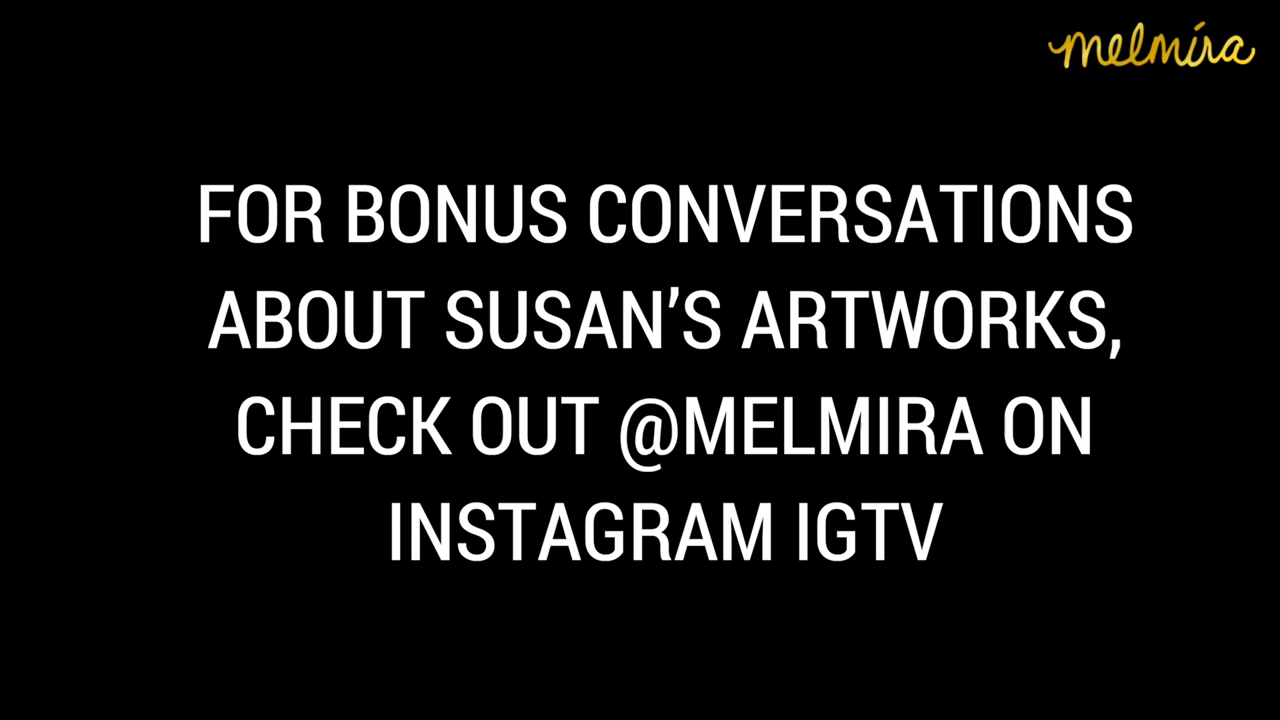 melmira
FOR BONUS CONVERSATIONS
ABOUT SUSAN’S ARTWORKS,
CHECK OUT @MELMIRA ON
INSTAGRAM IGTV